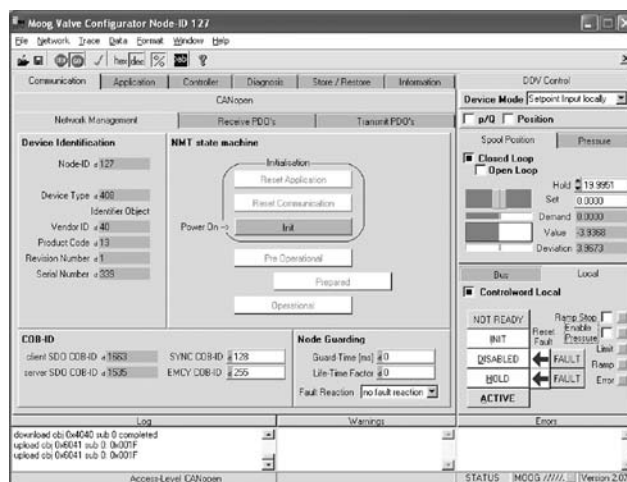 Moog Valve Configurator Node-ID 127
File Network Trace Data Format Window Help
hex dec %
Communication Application Controller Diagnosis Store / Restore Information
CANopen
Network Management Receive PDO's Transmit PDO's
Device Identification
Node-ID d 127
Device Type d 408
Identifier Object
Vendor ID d 40
Product Code d 13
Revision Number d 1
Serial Number d 339
NMT state machine
Initialisation
Reset Application
Reset Communication
Power On -> Init
Pre Operational
Prepared
Operational
COB-ID
client SDO COB-ID d 1663 SYNC COB-ID d 128
server SDO COB-ID d 1535 EMCY COB-ID d 255
Node Guarding
Guard Time [ms] d 0
Life-Time Factor d 0
Fault Reaction no fault reaction
DDV Control
Device Mode Setpoint Input locally
p/Q Position
Spool Position Pressure
Closed Loop
Open Loop
Hold 19.9951
Set 0.0000
Demand 0.0000
Value -3.9368
Deviation 3.9673
Bus Local
Controlword Local
NOT READY
INIT
DISABLED
HOLD
ACTIVE
Reset
Fault
FAULT
FAULT
Ramp Stop
Enable
Pressure
Limit
Ramp
Error
Log Warnings Errors
download obj 0x4040 sub 0 completed
upload obj 0x6041 sub 0: 0x001F
upload obj 0x6041 sub 0: 0x001F
Access-Level CANopen STATUS MOOG /////. Version 2.07